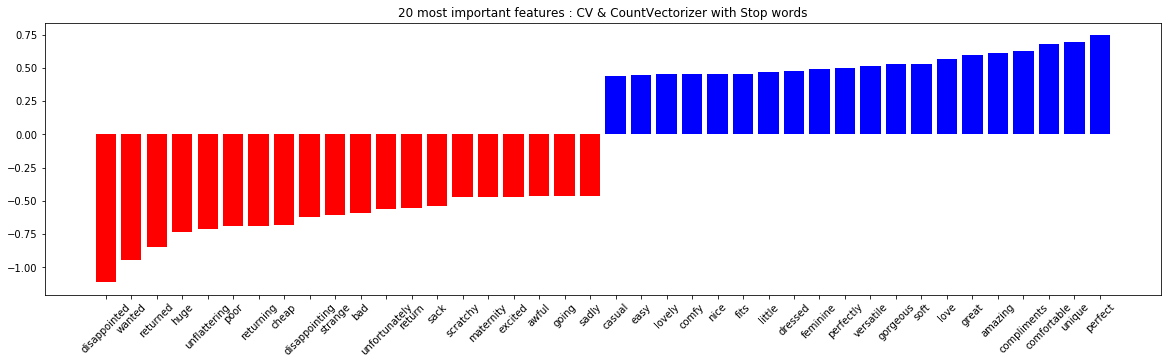 20 most important features : CV & CountVectorizer with Stop words
0.75
0.50
0.25
0.00
−0.25
−0.50
−0.75
−1.00
disappointed
wanted
returned
huge
unflattering
poor
returning
cheap
disappointing
strange
bad
unfortunately
return
sack
scratchy
maternity
excited
awful
going
sadly
casual
easy
lovely
comfy
nice
fits
little
dressed
feminine
perfectly
versatile
gorgeous
soft
love
great
amazing
compliments
comfortable
unique
perfect